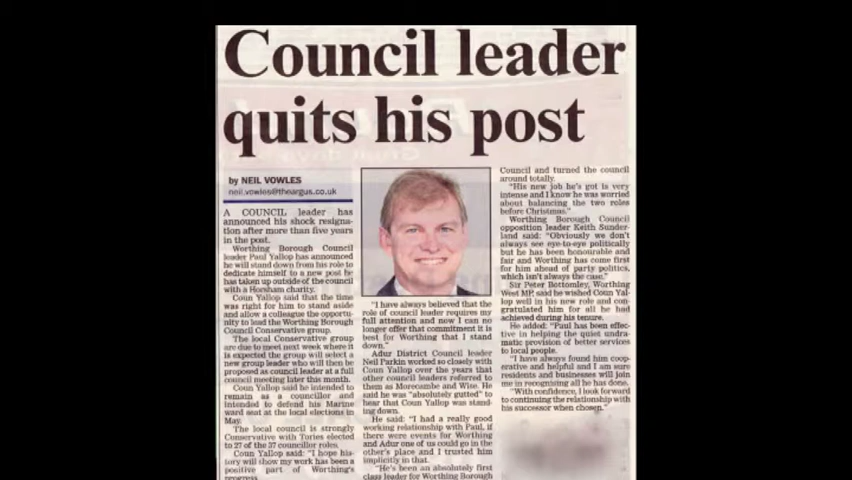 Council leader
quits his post
by NEIL VOWLES
neil.vowles@theargus.co.uk
A COUNCIL leader has
announced his shock resigna-
tion after more than five years
in the post.
Worthing Borough Council
leader Paul Yallop has announced
he will stand down from his role to
dedicate himself to a new post he
has taken up outside of the council
with a Horsham charity.
Coun Yallop said that the time
was right for him to stand aside
and allow a colleague the opportu-
nity to lead the Worthing Borough
Council Conservative group.
The local Conservative group
are due to meet next week where it
is expected the group will select a
new group leader who will then be
proposed as council leader at a full
council meeting later this month.
Coun Yallop said he intended to
remain as a councillor and
intended to defend his Marine
ward seat at the local elections in
May.
The local council is strongly
Conservative with Tories elected
to 27 of the 37 councillor roles.
Coun Yallop said: "I hope his-
tory will show my work has been a
positive part of Worthing's
progress
"I have always believed that the
role of council leader requires my
full attention and now I can no
longer offer that commitment it is
best for Worthing that I stand
down."
Adur District Council leader
Neil Parkin worked so closely with
Coun Yallop over the years that
other council leaders referred to
them as Morecambe and Wise. He
said he was "absolutely gutted" to
hear that Coun Yallop was stand-
ing down.
He said: "I had a really good
working relationship with Paul, if
there were events for Worthing
and Adur one of us could go in the
other's place and I trusted him
implicitly in that.
"He's been an absolutely first
class leader for Worthing Borough
Council and turned the council
around totally.
"His new job he's got is very
intense and I know he was worried
about balancing the two roles
before Christmas."
Worthing Borough Council
opposition leader Keith Sunder-
land said: "Obviously we don't
always see eye-to-eye politically
but he has been honourable and
fair and Worthing has come first
for him ahead of party politics,
which isn't always the case."
Sir Peter Bottomley, Worthing
West MP, said he wished Coun Yal-
lop well in his new role and con-
gratulated him for all he had
achieved during his tenure.
He added: "Paul has been effec-
tive in helping the quiet undra-
matic provision of better services
to local people.
"I have always found him coop-
erative and helpful and I am sure
residents and businesses will join
me in recognising all he has done.
"With confidence, I look forward
to continuing the relationship with
his successor when chosen."